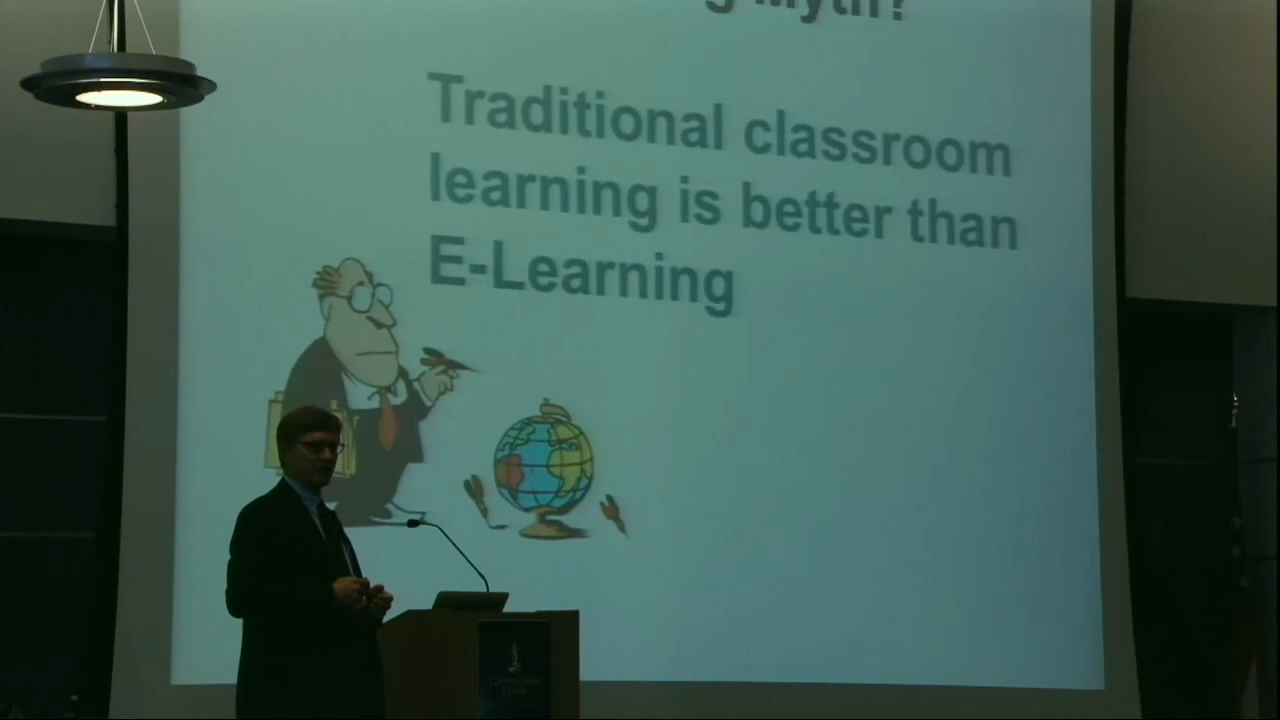 g Myth?
Traditional classroom
learning is better than
E-Learning